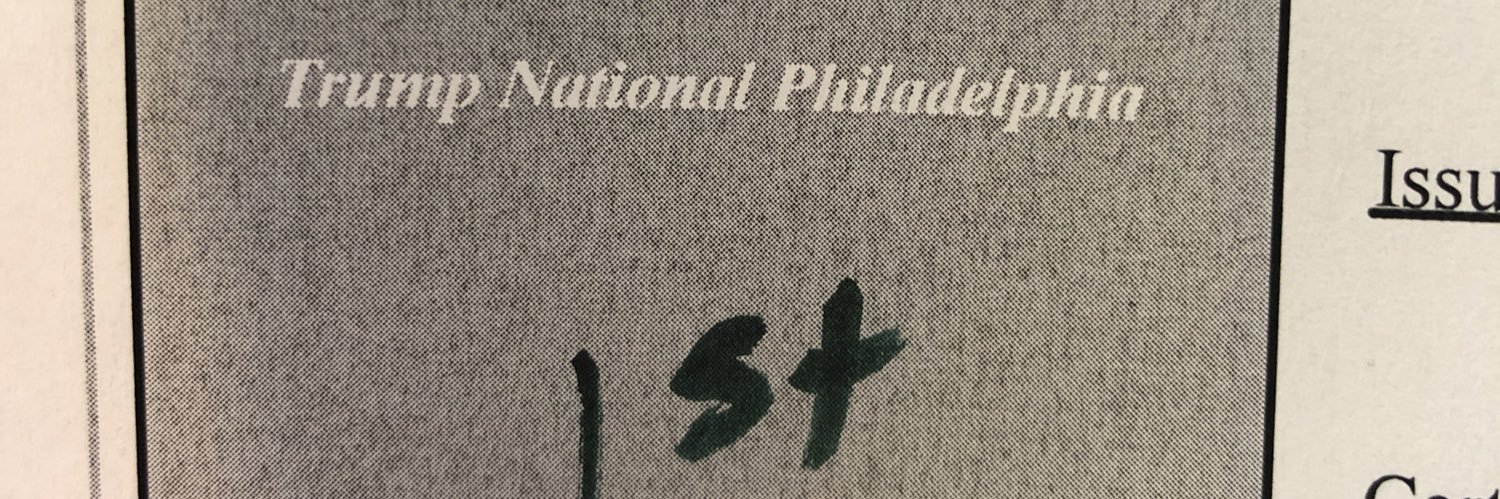 Trump National Philadelphia
1st
Issu